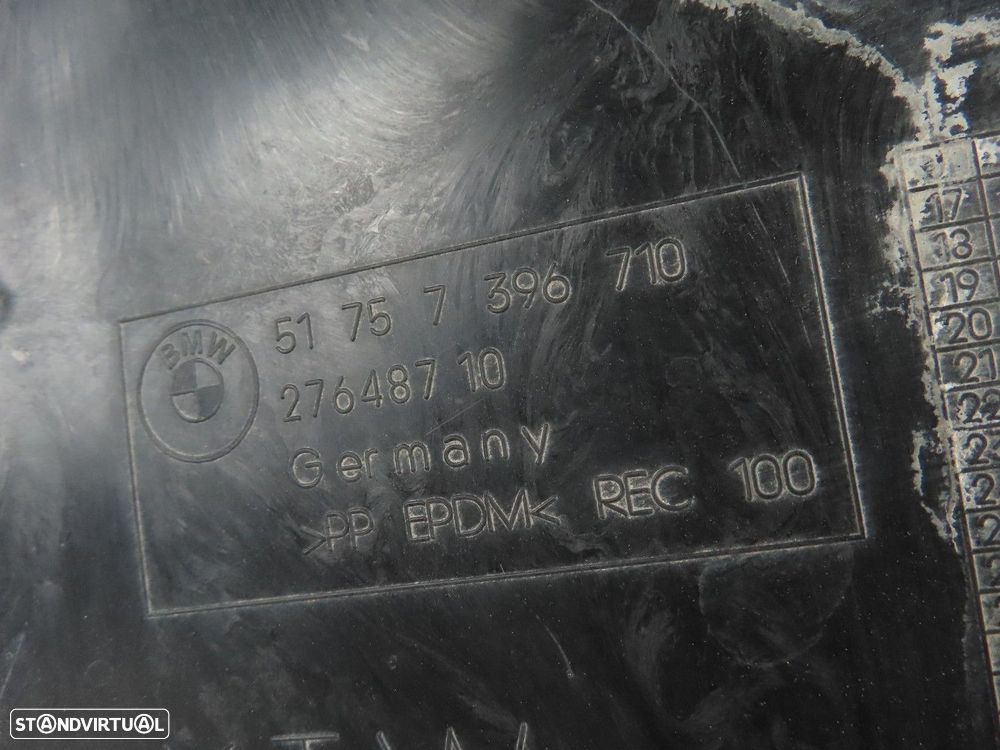 BMW
51 75 7 396 710
276487 10
Germany
>PP EPDM< REC 100
17
18
19
20
21
22
STANDVIRTUAL